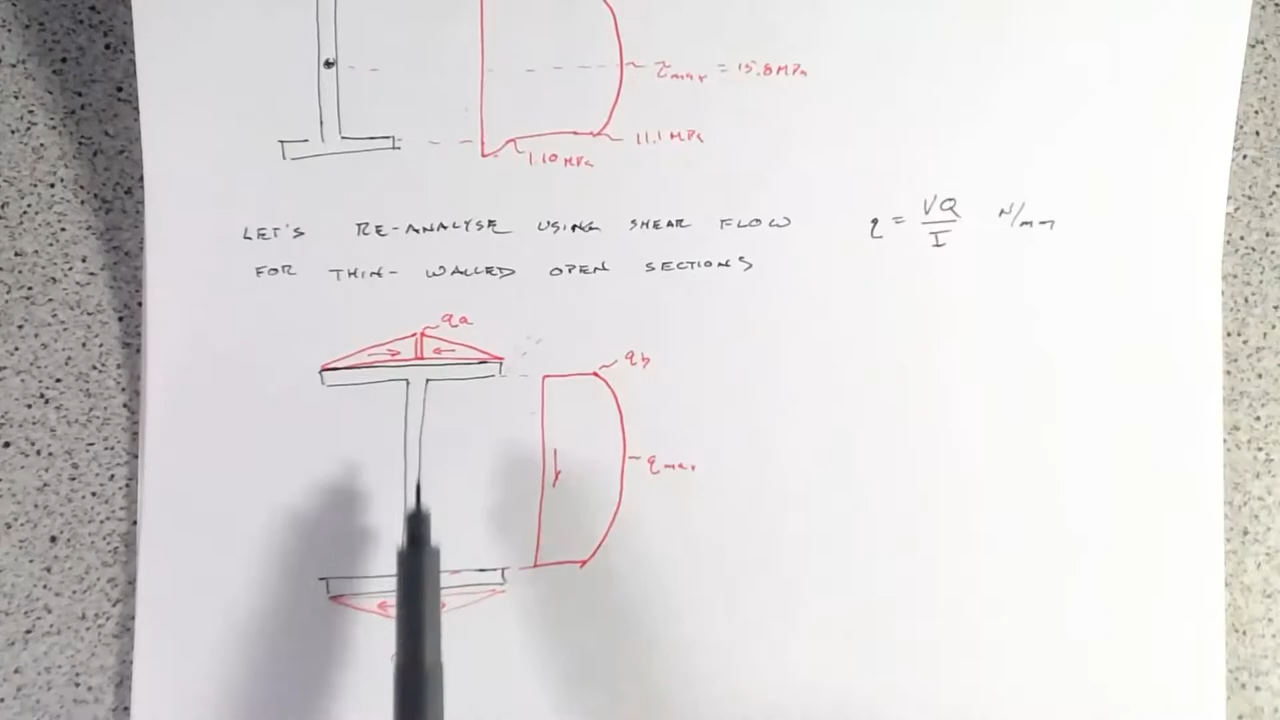 τmax = 15.8 MPa
11.1 MPa
1.10 MPa
LET'S RE-ANALYSE USING SHEAR FLOW
FOR THIN-WALLED OPEN SECTIONS
q = VQ/I N/mm
qa
qb
qmax